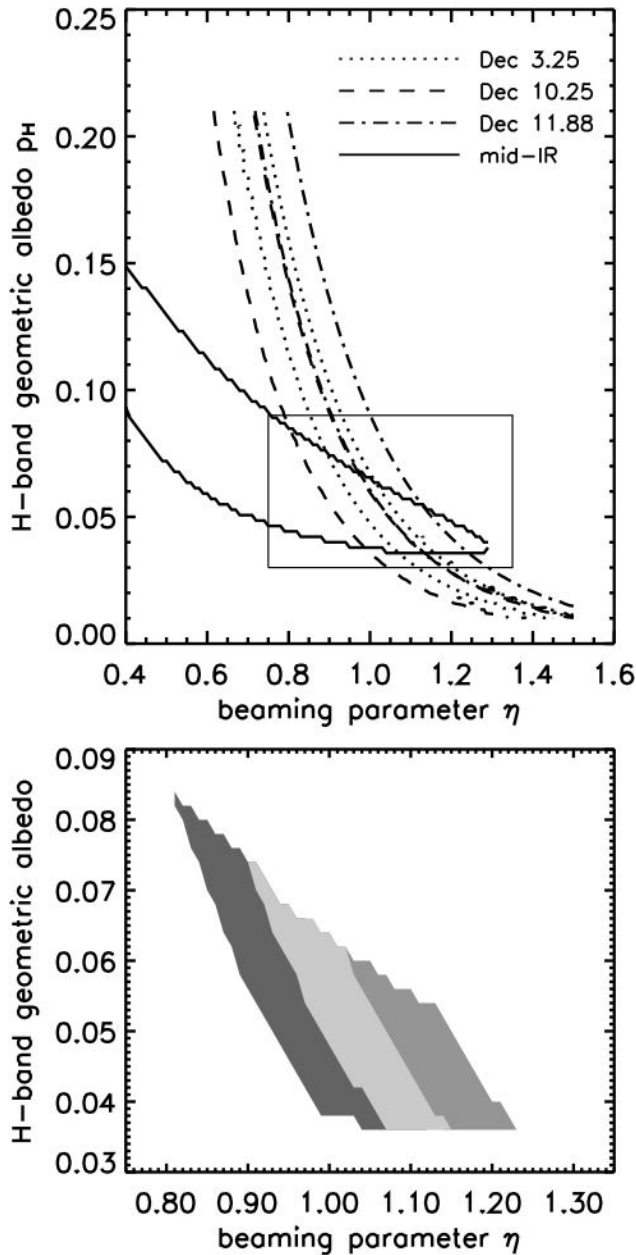 0.25
Dec 3.25
Dec 10.25
0.20
Dec 11.88
mid-IR
0.15
0.10
0.05
0.00
H-band geometric albedo pH
0.4 0.6 0.8 1.0 1.2 1.4 1.6
beaming parameter η
0.09
0.08
0.07
0.06
0.05
0.04
0.03
H-band geometric albedo
0.80 0.90 1.00 1.10 1.20 1.30
beaming parameter η